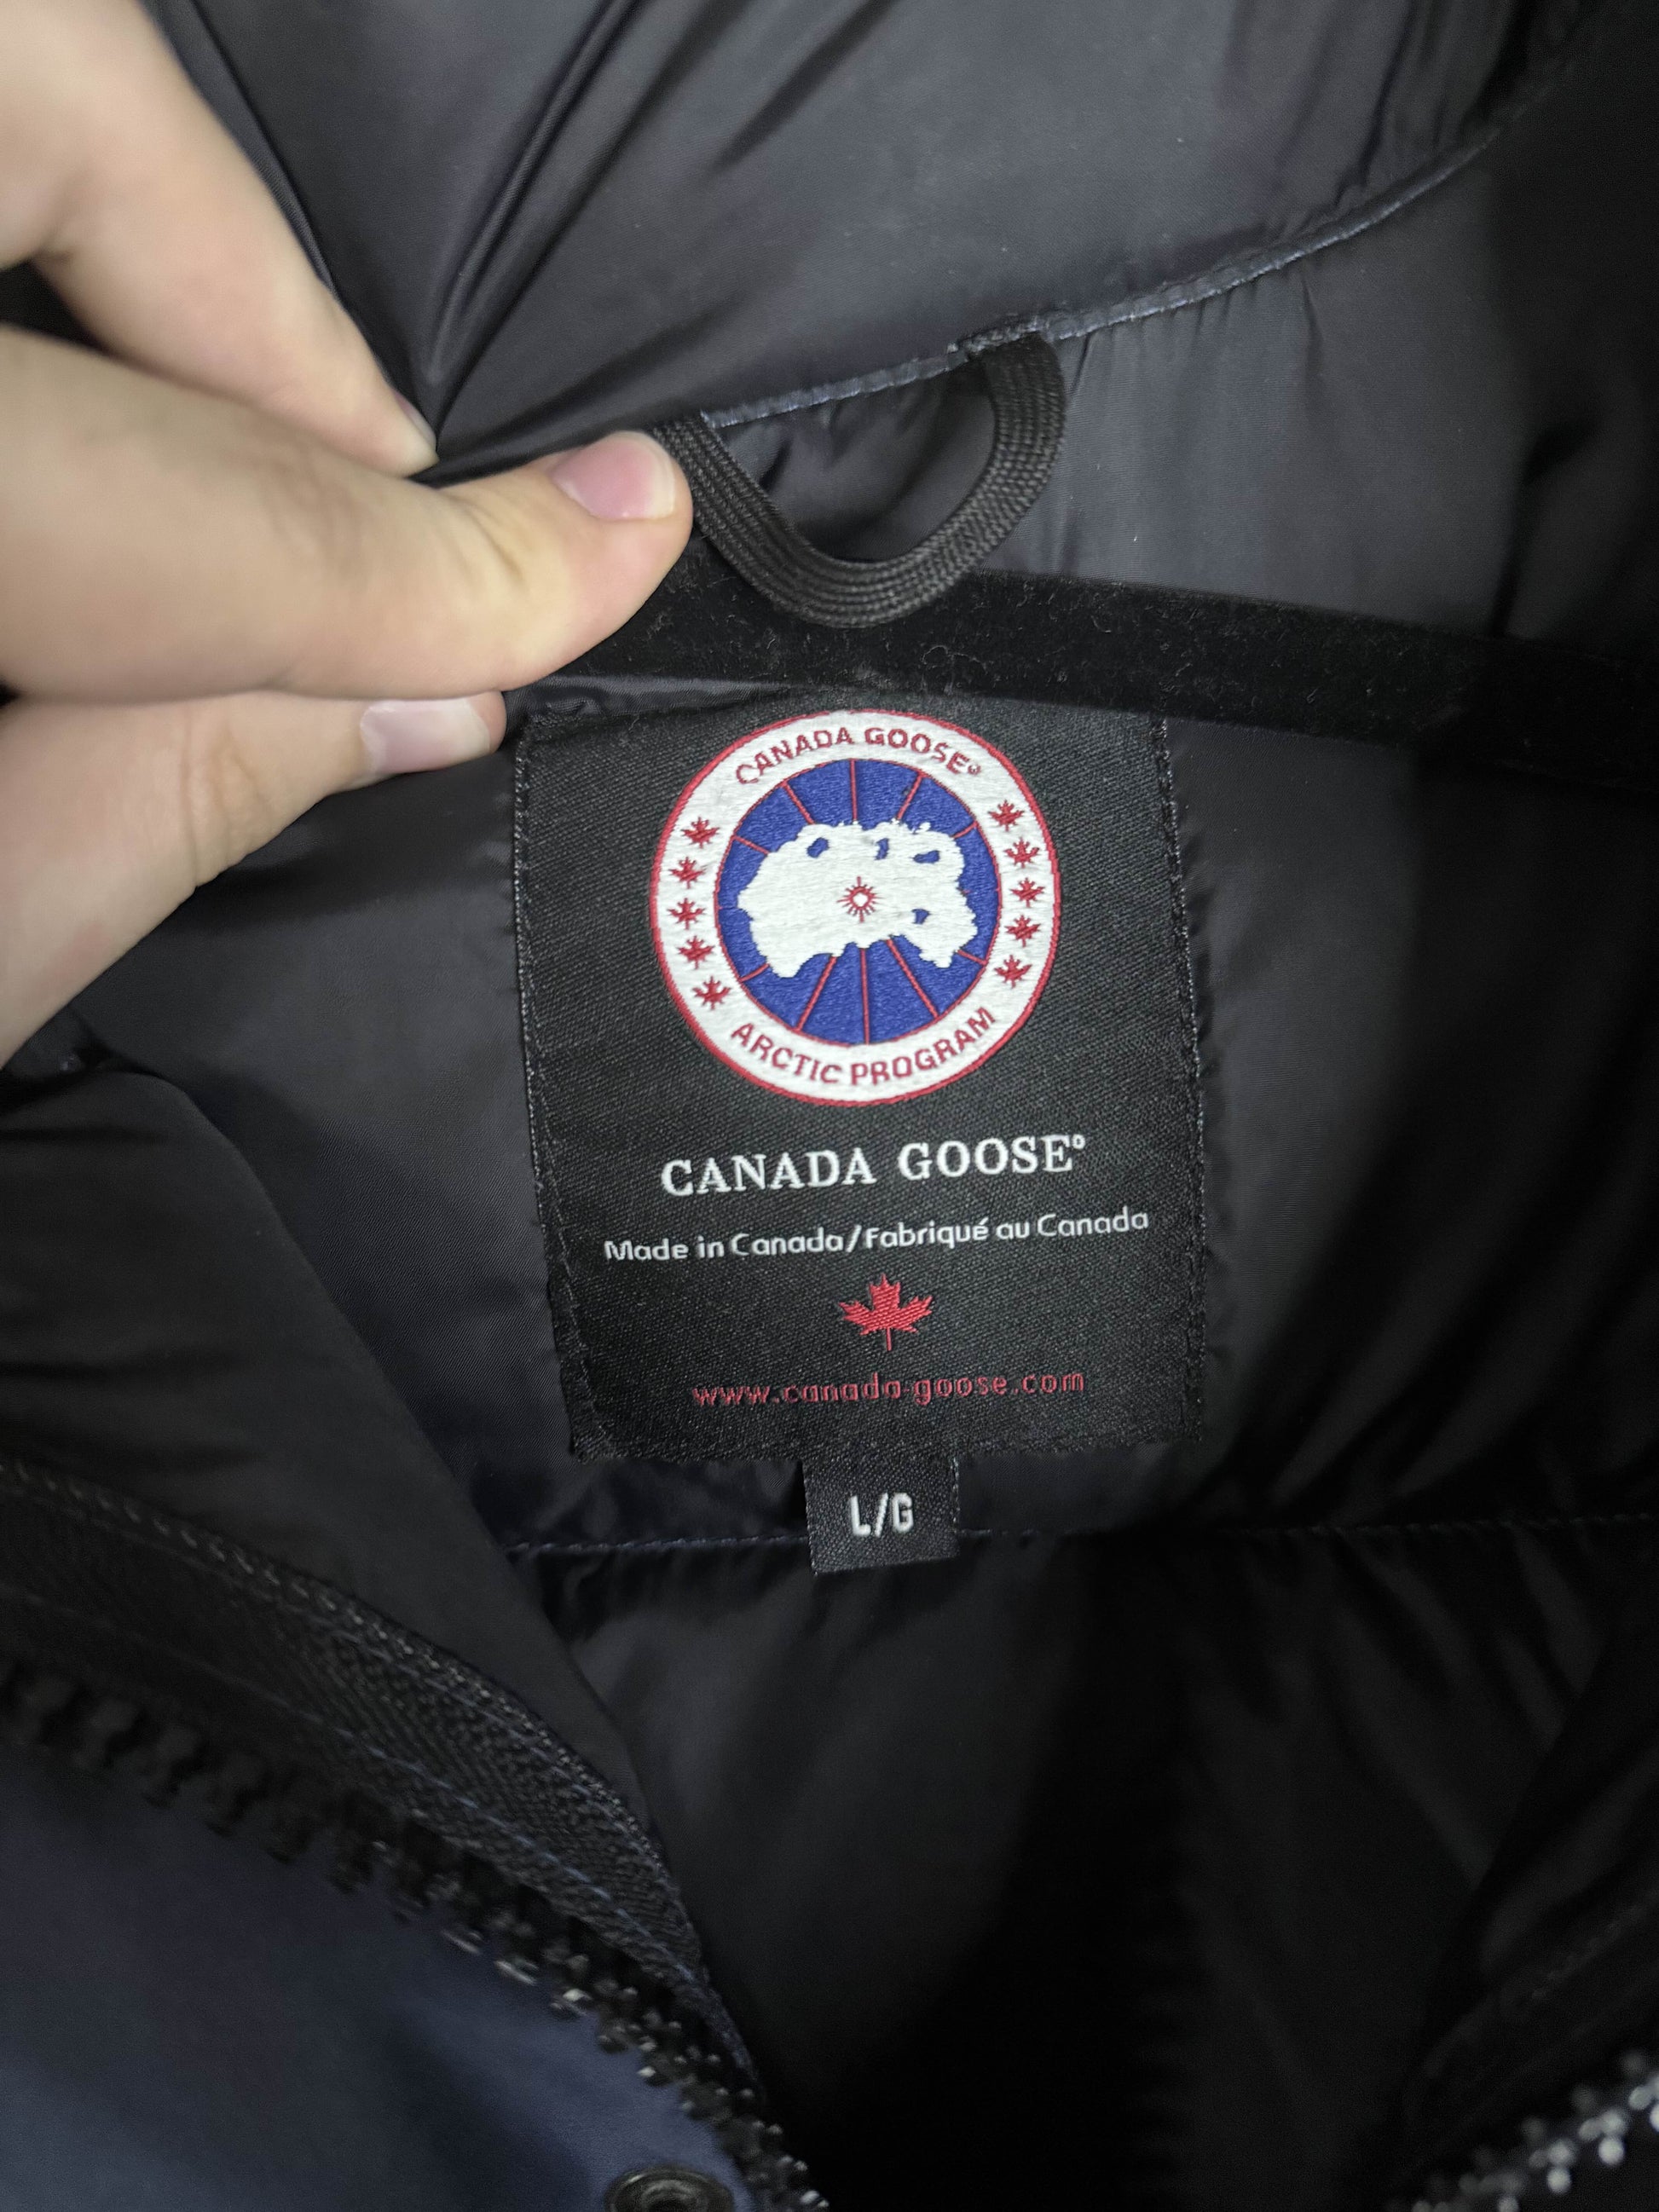 CANADA GOOSE®
ARCTIC PROGRAM
CANADA GOOSE®
Made in Canada/Fabriqué au Canada
www.canada-goose.com
L/G